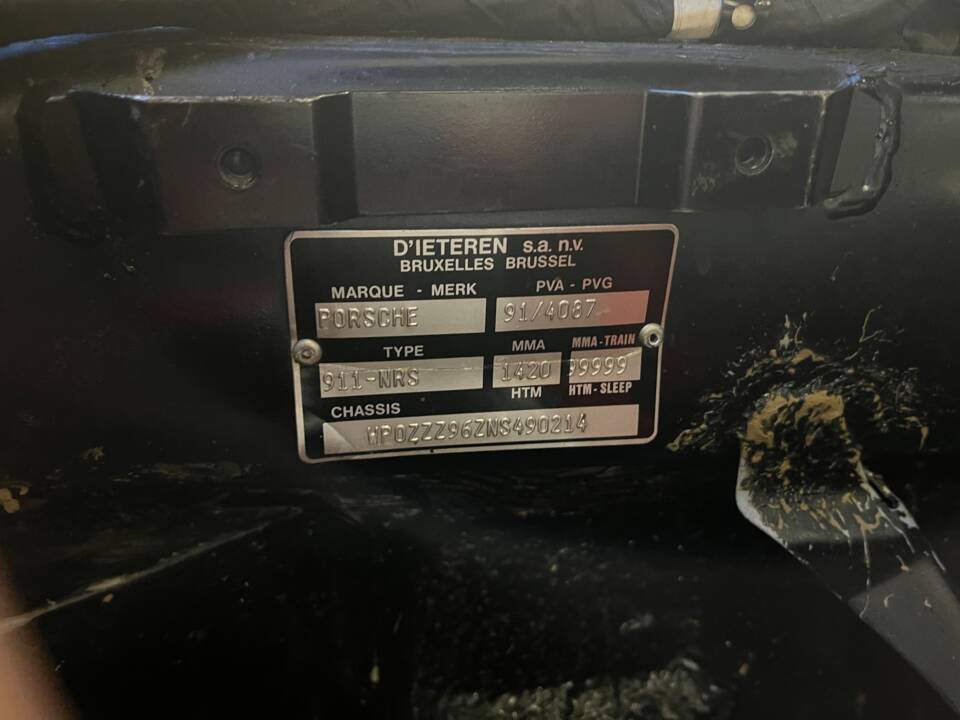 D'IETEREN s.a. n.v.
BRUXELLES BRUSSEL
MARQUE - MERK PVA - PVG
PORSCHE 91/4087
TYPE MMA MMA-TRAIN
911-NRS 1420 99999
HTM HTM-SLEEP
CHASSIS
WP0ZZZ96ZNS490214